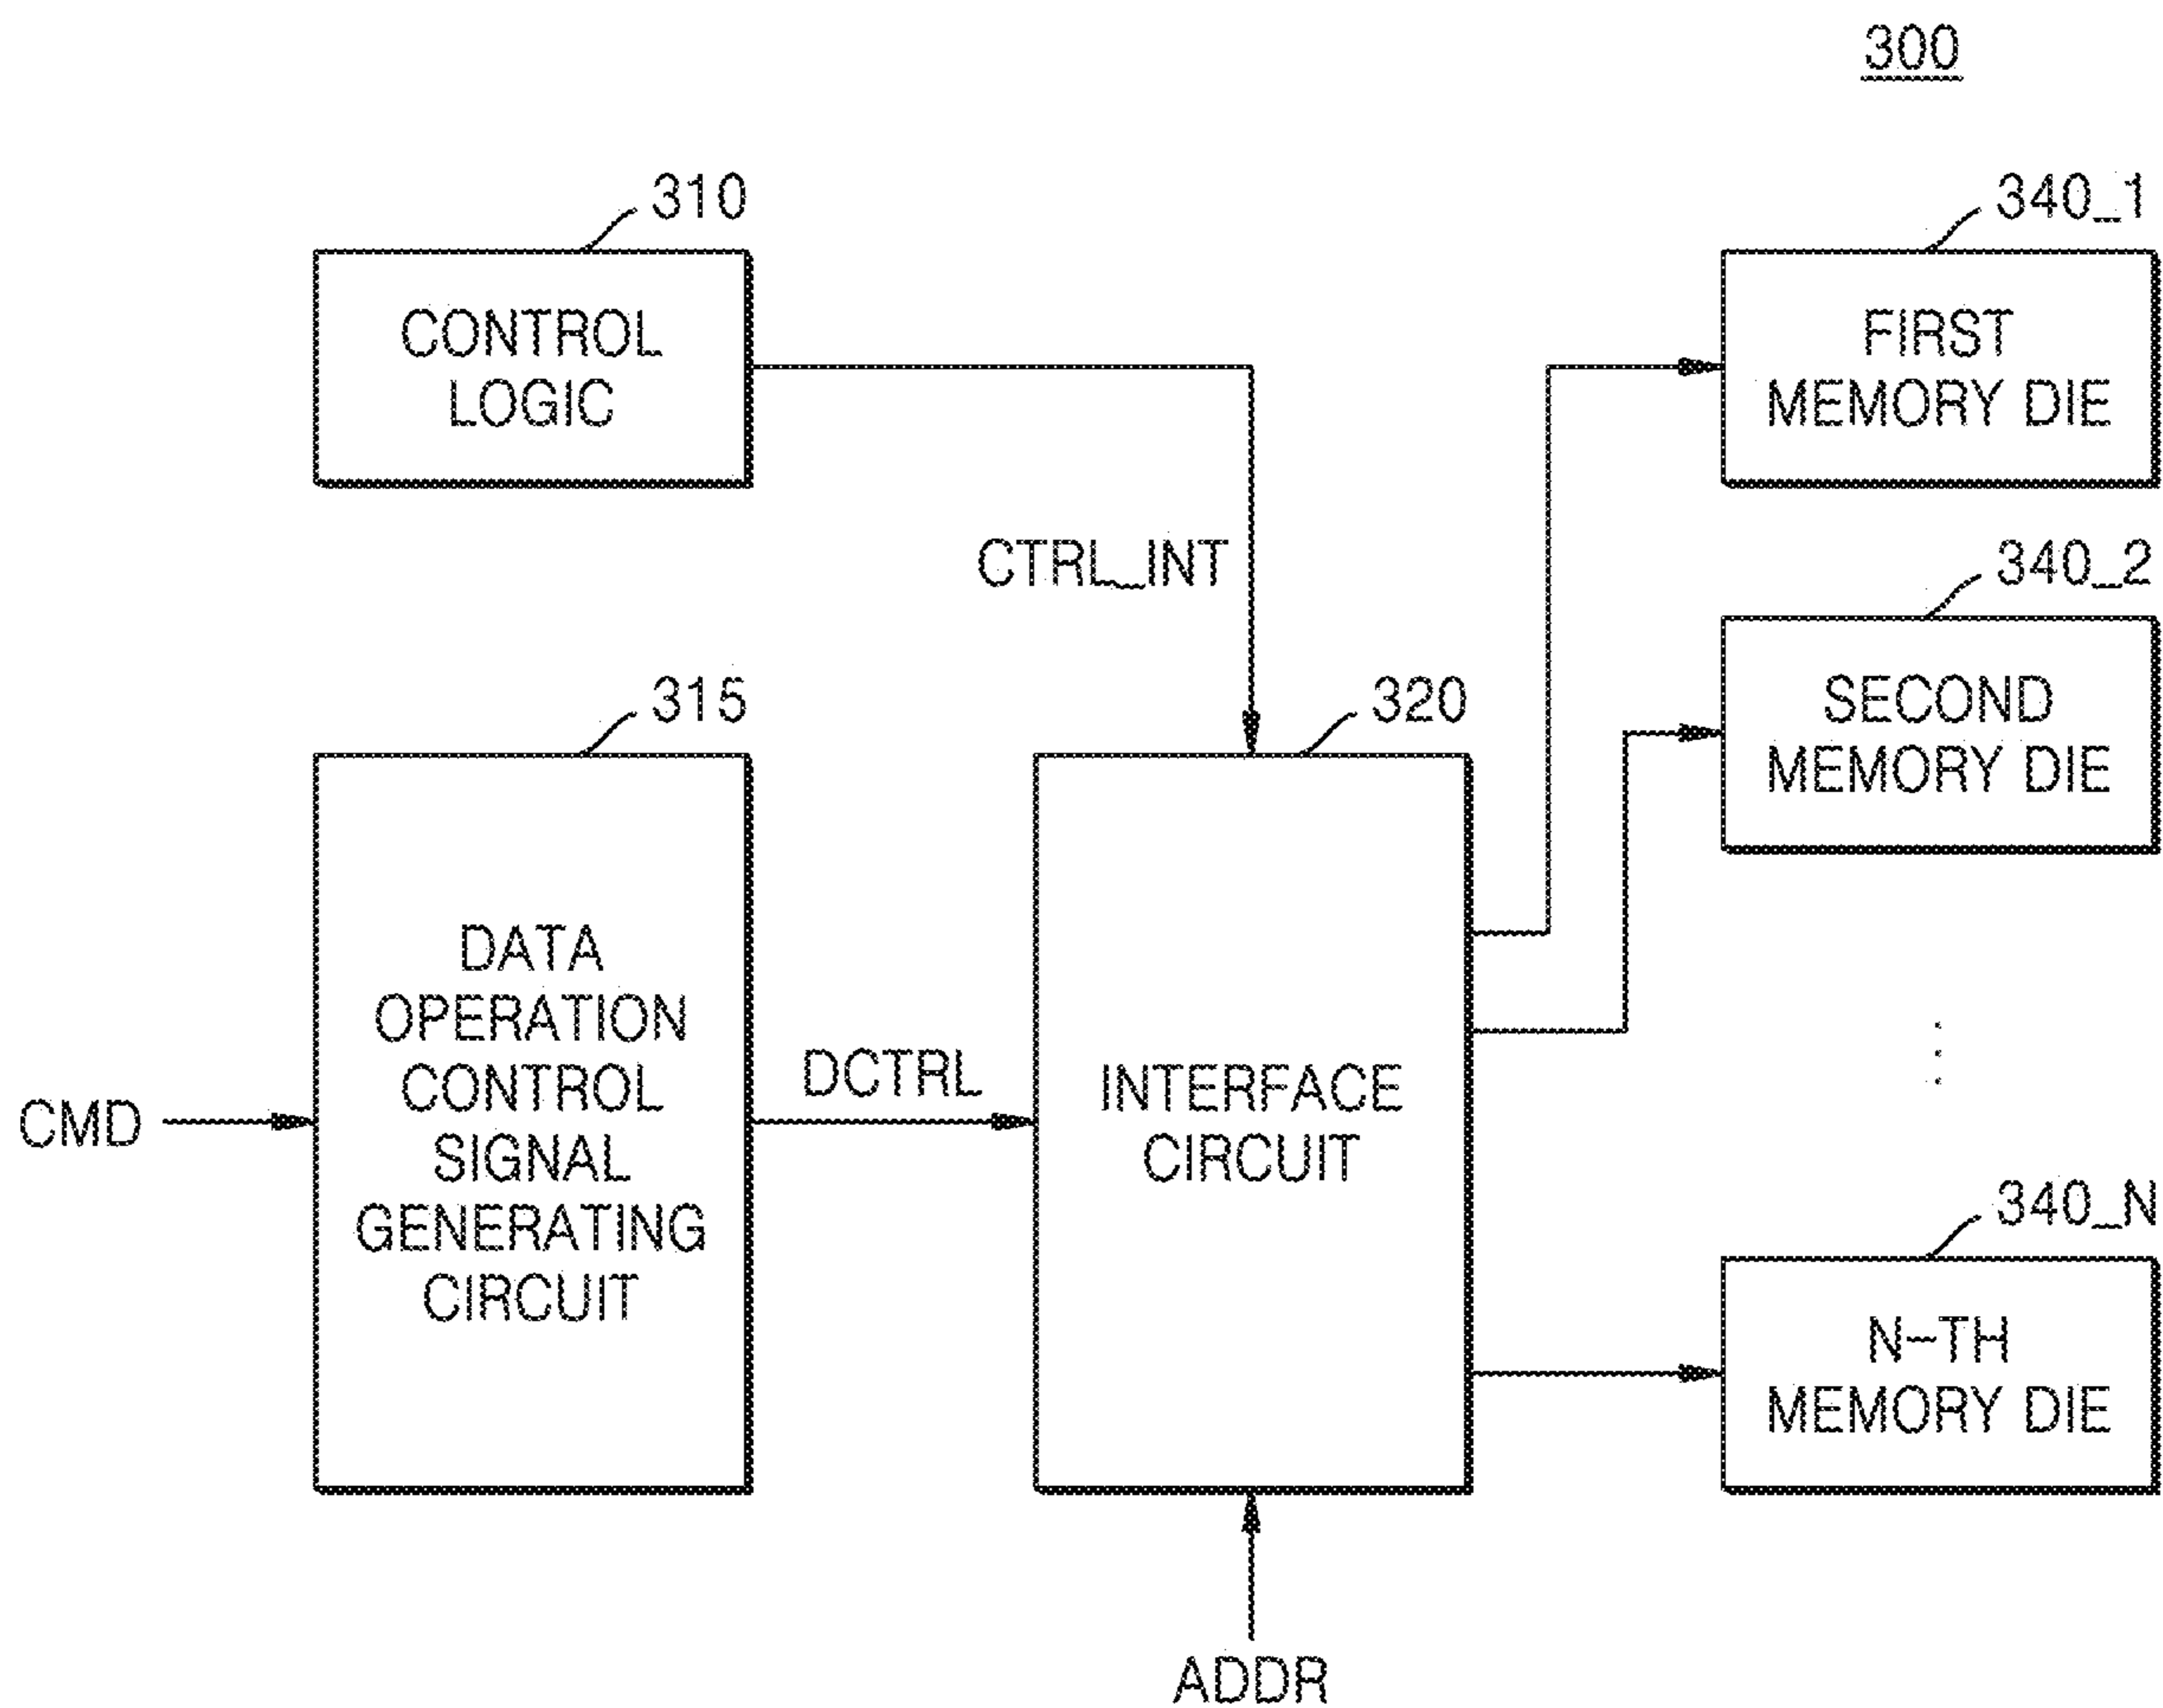 300
310
CONTROL
LOGIC
340_1
FIRST
MEMORY DIE
CTRL_INT
340_2
SECOND
MEMORY DIE
315
DATA
OPERATION
CONTROL
SIGNAL
GENERATING
CIRCUIT
CMD
DCTRL
320
INTERFACE
CIRCUIT
340_N
N-TH
MEMORY DIE
ADDR